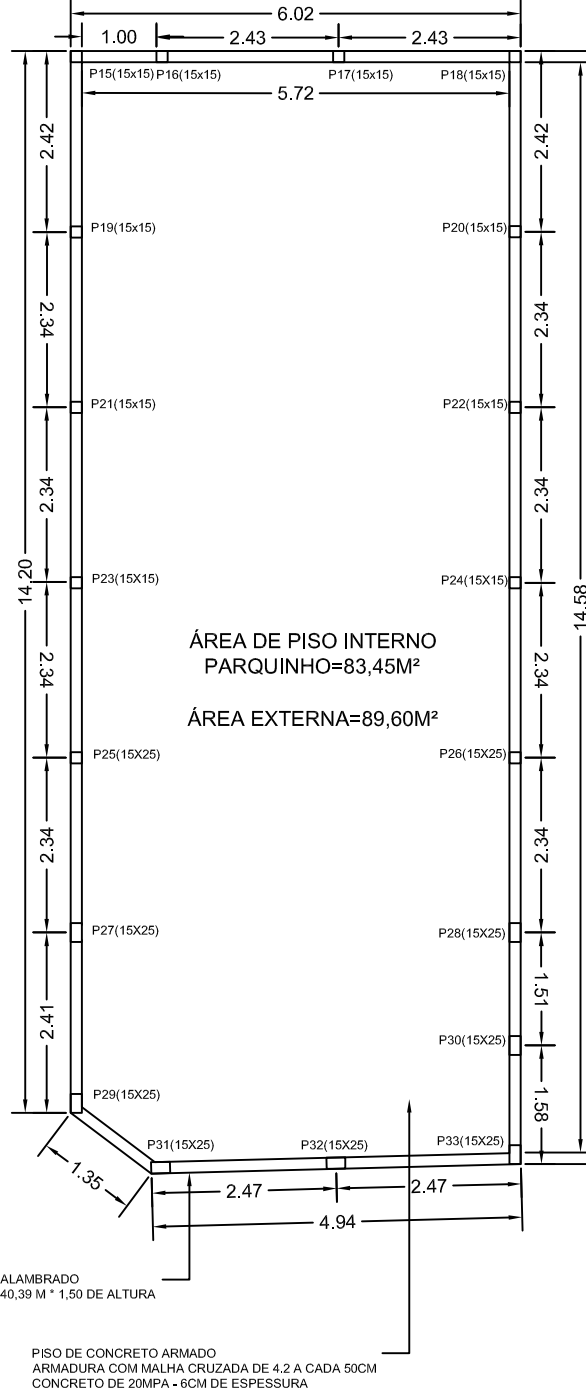 6.02
1.00 2.43 2.43
P15(15x15) P16(15x15) P17(15x15) P18(15x15)
5.72
2.42 2.42
P19(15x15) P20(15x15)
2.34 2.34
P21(15x15) P22(15x15)
2.34 2.34
14.20 14.58
P23(15X15) P24(15X15)
ÁREA DE PISO INTERNO
PARQUINHO=83,45M²
2.34 2.34
ÁREA EXTERNA=89,60M²
P25(15X25) P26(15X25)
2.34 2.34
P27(15X25) P28(15X25)
2.41 1.51
P30(15X25)
1.58
P29(15X25)
P31(15X25) P32(15X25) P33(15X25)
1.35
2.47 2.47
4.94
ALAMBRADO
40,39 M * 1,50 DE ALTURA
PISO DE CONCRETO ARMADO
ARMADURA COM MALHA CRUZADA DE 4.2 A CADA 50CM
CONCRETO DE 20MPA - 6CM DE ESPESSURA